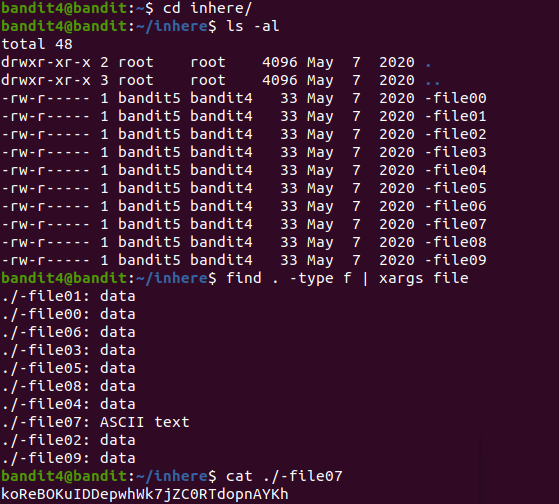 bandit4@bandit:~$ cd inhere/
bandit4@bandit:~/inhere$ ls -al
total 48
drwxr-xr-x 2 root    root    4096 May  7  2020 .
drwxr-xr-x 3 root    root    4096 May  7  2020 ..
-rw-r----- 1 bandit5 bandit4   33 May  7  2020 -file00
-rw-r----- 1 bandit5 bandit4   33 May  7  2020 -file01
-rw-r----- 1 bandit5 bandit4   33 May  7  2020 -file02
-rw-r----- 1 bandit5 bandit4   33 May  7  2020 -file03
-rw-r----- 1 bandit5 bandit4   33 May  7  2020 -file04
-rw-r----- 1 bandit5 bandit4   33 May  7  2020 -file05
-rw-r----- 1 bandit5 bandit4   33 May  7  2020 -file06
-rw-r----- 1 bandit5 bandit4   33 May  7  2020 -file07
-rw-r----- 1 bandit5 bandit4   33 May  7  2020 -file08
-rw-r----- 1 bandit5 bandit4   33 May  7  2020 -file09
bandit4@bandit:~/inhere$ find . -type f | xargs file
./-file01: data
./-file00: data
./-file06: data
./-file03: data
./-file05: data
./-file08: data
./-file04: data
./-file07: ASCII text
./-file02: data
./-file09: data
bandit4@bandit:~/inhere$ cat ./-file07
koReBOKuIDDepwhWk7jZC0RTdopnAYKh